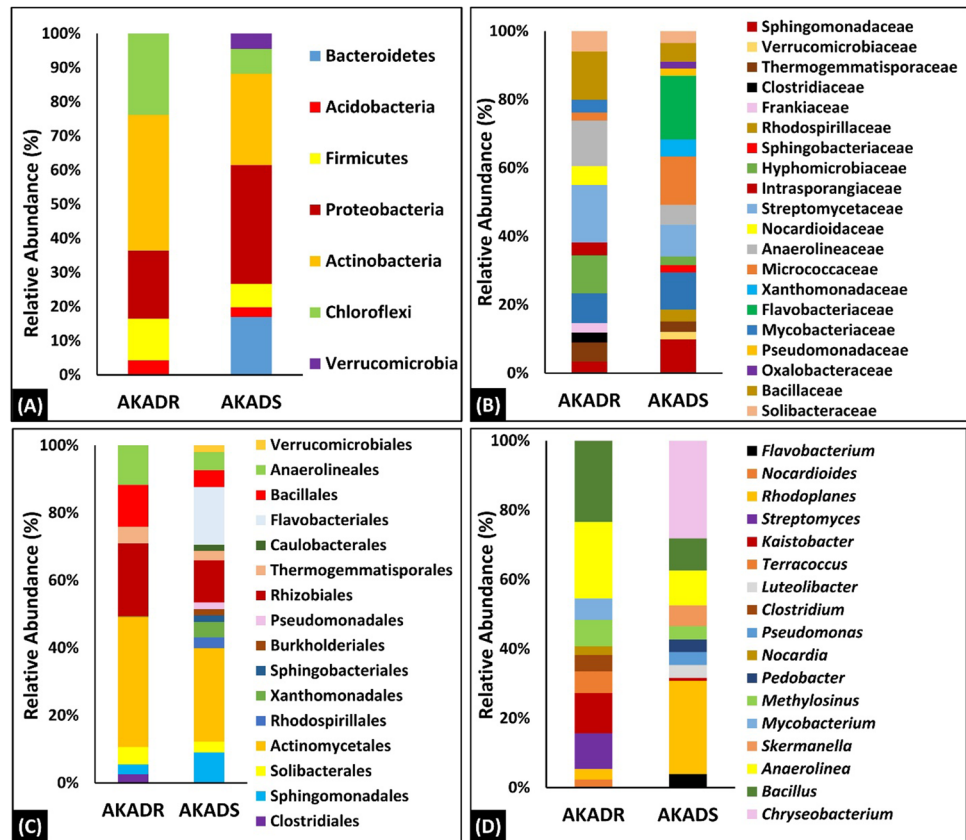 100%
90%
80%
70%
60%
50%
40%
30%
20%
10%
0%
Relative Abundance (%)
AKADR
AKADS
Bacteroidetes
Acidobacteria
Firmicutes
Proteobacteria
Actinobacteria
Chloroflexi
Verrucomicrobia
(A)
100%
80%
60%
40%
20%
0%
Relative Abundance (%)
AKADR
AKADS
Sphingomonadaceae
Verrucomicrobiaceae
Thermogemmatisporaceae
Clostridiaceae
Frankiaceae
Rhodospirillaceae
Sphingobacteriaceae
Hyphomicrobiaceae
Intrasporangiaceae
Streptomycetaceae
Nocardioidaceae
Anaerolineaceae
Micrococcaceae
Xanthomonadaceae
Flavobacteriaceae
Mycobacteriaceae
Pseudomonadaceae
Oxalobacteraceae
Bacillaceae
Solibacteraceae
(B)
100%
80%
60%
40%
20%
0%
Relative Abundance (%)
AKADR
AKADS
Verrucomicrobiales
Anaerolineales
Bacillales
Flavobacteriales
Caulobacterales
Thermogemmatisporales
Rhizobiales
Pseudomonadales
Burkholderiales
Sphingobacteriales
Xanthomonadales
Rhodospirillales
Actinomycetales
Solibacterales
Sphingomonadales
Clostridiales
(C)
100%
80%
60%
40%
20%
0%
Relative Abundance (%)
AKADR
AKADS
Flavobacterium
Nocardioides
Rhodoplanes
Streptomyces
Kaistobacter
Terracoccus
Luteolibacter
Clostridium
Pseudomonas
Nocardia
Pedobacter
Methylosinus
Mycobacterium
Skermanella
Anaerolinea
Bacillus
Chryseobacterium
(D)